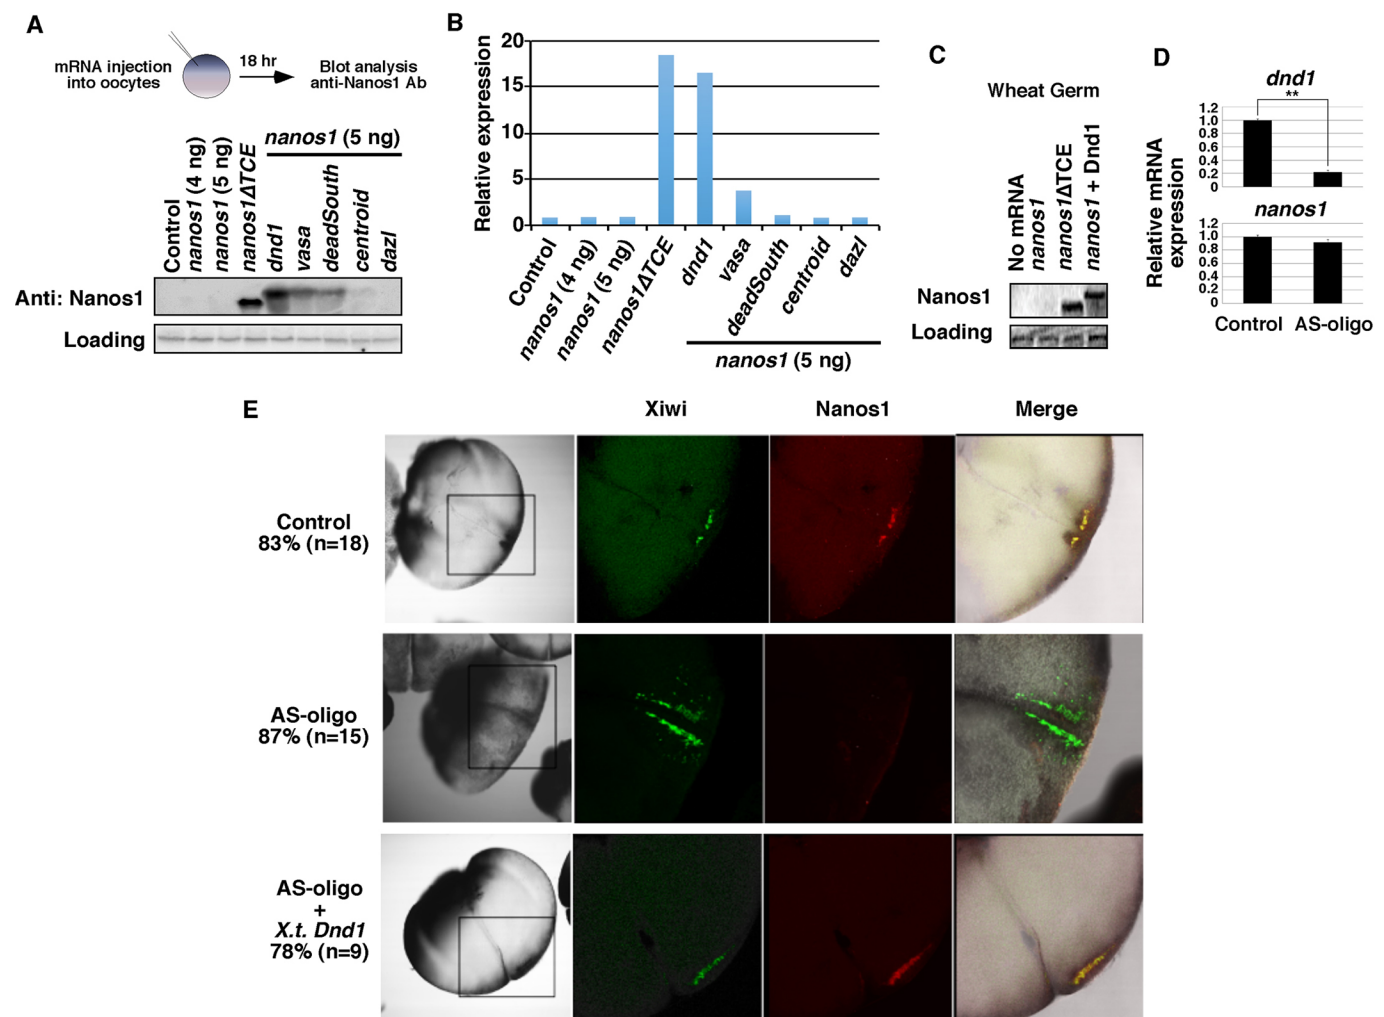 A
mRNA injection
into oocytes
18 hr
Blot analysis
anti-Nanos1 Ab
nanos1 (5 ng)
Control
nanos1 (4 ng)
nanos1 (5 ng)
nanos1ΔTCE
dnd1
vasa
deadSouth
centroid
dazl
Anti: Nanos1
Loading
B
Relative expression
20
15
10
5
0
Control
nanos1 (4 ng)
nanos1 (5 ng)
nanos1ΔTCE
dnd1
vasa
deadSouth
centroid
dazl
nanos1 (5 ng)
C
Wheat Germ
No mRNA
nanos1
nanos1ΔTCE
nanos1 + Dnd1
Nanos1
Loading
D
Relative mRNA
expression
dnd1
**
1.2
1.0
0.8
0.6
0.4
0.2
0
nanos1
1.2
1.0
0.8
0.6
0.4
0.2
0
Control AS-oligo
E
Xiwi Nanos1 Merge
Control
83% (n=18)
AS-oligo
87% (n=15)
AS-oligo
+
X.t. Dnd1
78% (n=9)